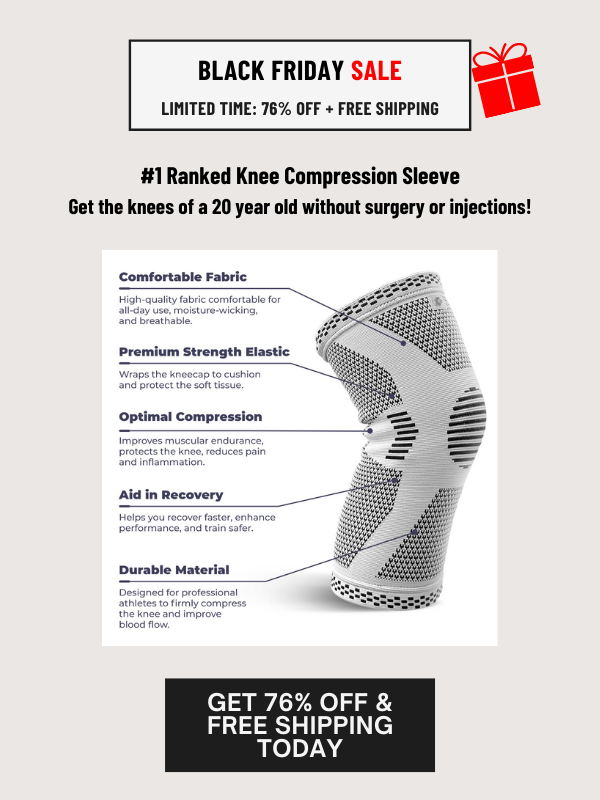 BLACK FRIDAY SALE
LIMITED TIME: 76% OFF + FREE SHIPPING
#1 Ranked Knee Compression Sleeve
Get the knees of a 20 year old without surgery or injections!
Comfortable Fabric
High-quality fabric comfortable for
all-day use, moisture-wicking,
and breathable.
Premium Strength Elastic
Wraps the kneecap to cushion
and protect the soft tissue.
Optimal Compression
Improves muscular endurance,
protects the knee, reduces pain
and inflammation.
Aid in Recovery
Helps you recover faster, enhance
performance, and train safer.
Durable Material
Designed for professional
athletes to firmly compress
the knee and improve
blood flow.
GET 76% OFF &
FREE SHIPPING
TODAY